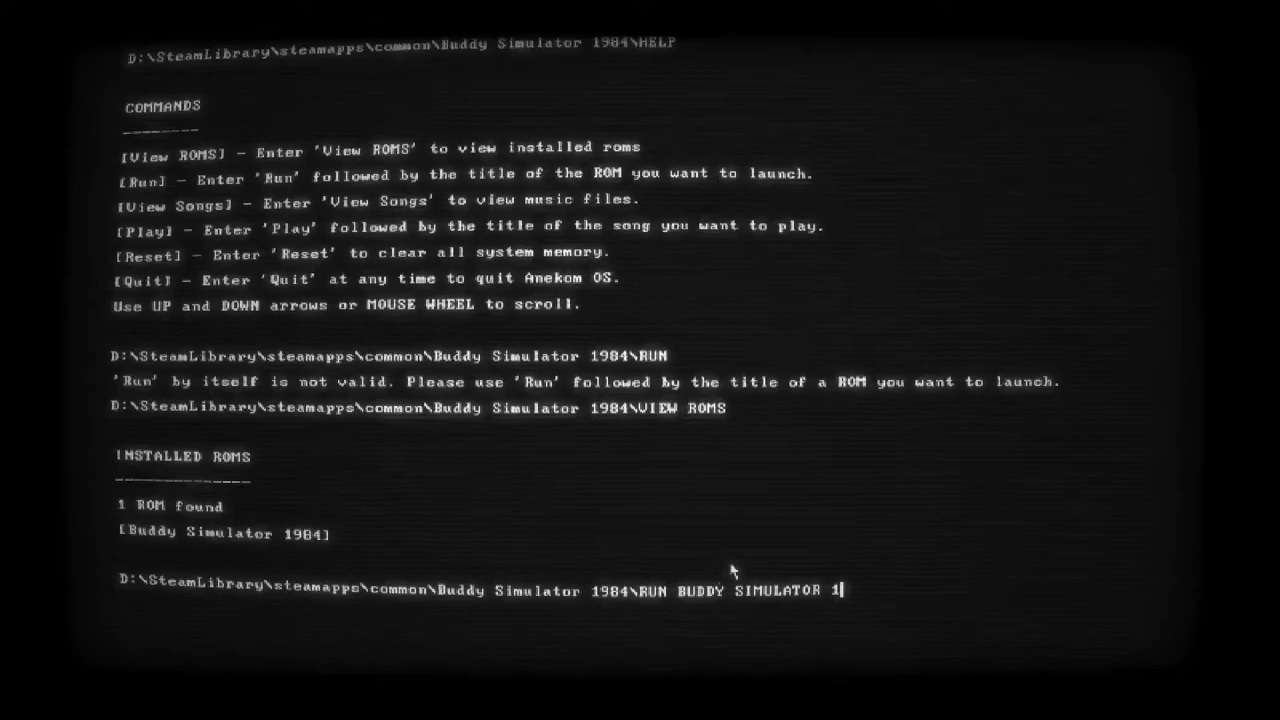 D:\SteamLibrary\steamapps\common\Buddy Simulator 1984\HELP
COMMANDS
--------
[View ROMS] - Enter 'View ROMS' to view installed roms
[Run] - Enter 'Run' followed by the title of the ROM you want to launch.
[View Songs] - Enter 'View Songs' to view music files.
[Play] - Enter 'Play' followed by the title of the song you want to play.
[Reset] - Enter 'Reset' to clear all system memory.
[Quit] - Enter 'Quit' at any time to quit Anekom OS.
Use UP and DOWN arrows or MOUSE WHEEL to scroll.
D:\SteamLibrary\steamapps\common\Buddy Simulator 1984\RUN
'Run' by itself is not valid. Please use 'Run' followed by the title of a ROM you want to launch.
D:\SteamLibrary\steamapps\common\Buddy Simulator 1984\VIEW ROMS
INSTALLED ROMS
--------------
1 ROM found
[Buddy Simulator 1984]
D:\SteamLibrary\steamapps\common\Buddy Simulator 1984\RUN BUDDY SIMULATOR 1